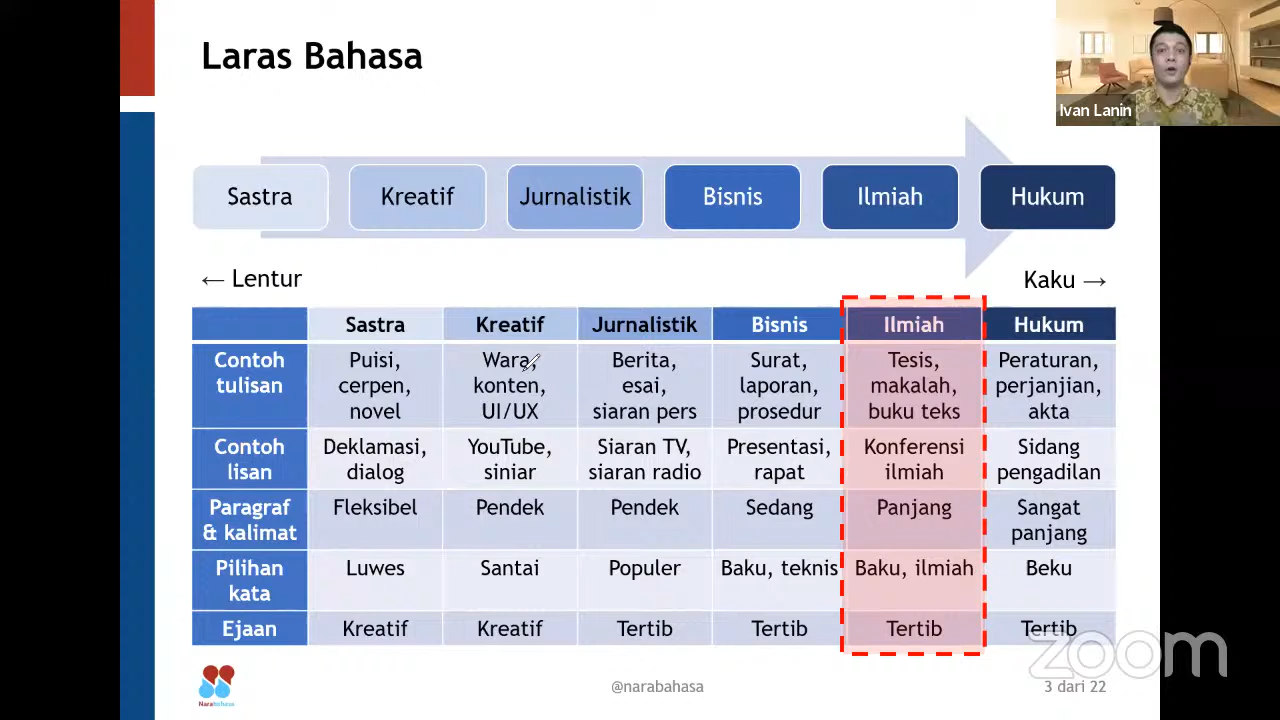 Laras Bahasa
Ivan Lanin
Sastra
Kreatif
Jurnalistik
Bisnis
Ilmiah
Hukum
← Lentur
Kaku →
Sastra Kreatif Jurnalistik Bisnis Ilmiah Hukum
Contoh Puisi, Wara, Berita, Surat, Tesis, Peraturan,
tulisan cerpen, konten, esai, laporan, makalah, perjanjian,
novel UI/UX siaran pers prosedur buku teks akta
Contoh Deklamasi, YouTube, Siaran TV, Presentasi, Konferensi Sidang
lisan dialog siniar siaran radio rapat ilmiah pengadilan
Paragraf Fleksibel Pendek Pendek Sedang Panjang Sangat
& kalimat panjang
Pilihan Luwes Santai Populer Baku, teknis Baku, ilmiah Beku
kata
Ejaan Kreatif Kreatif Tertib Tertib Tertib Tertib
zoom
Narabahasa
@narabahasa
3 dari 22